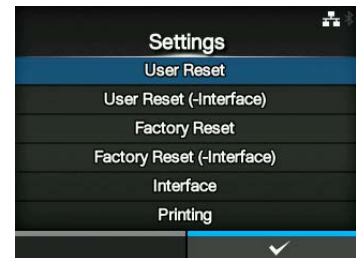 Settings
User Reset
User Reset (-Interface)
Factory Reset
Factory Reset (-Interface)
Interface
Printing